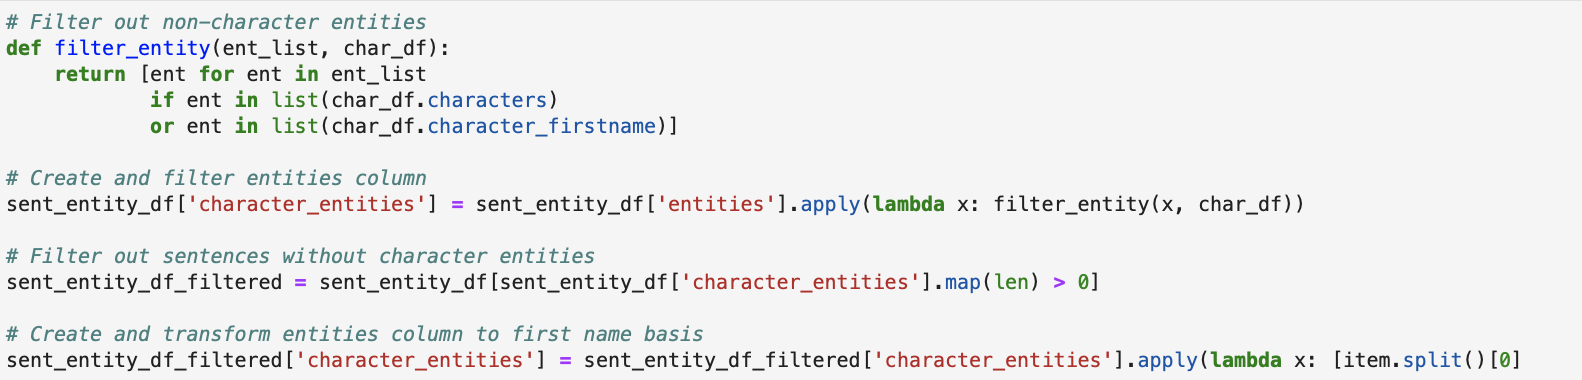 # Filter out non-character entities
def filter_entity(ent_list, char_df):
    return [ent for ent in ent_list
            if ent in list(char_df.characters)
            or ent in list(char_df.character_firstname)]

# Create and filter entities column
sent_entity_df['character_entities'] = sent_entity_df['entities'].apply(lambda x: filter_entity(x, char_df))

# Filter out sentences without character entities
sent_entity_df_filtered = sent_entity_df[sent_entity_df['character_entities'].map(len) > 0]

# Create and transform entities column to first name basis
sent_entity_df_filtered['character_entities'] = sent_entity_df_filtered['character_entities'].apply(lambda x: [item.split()[0]